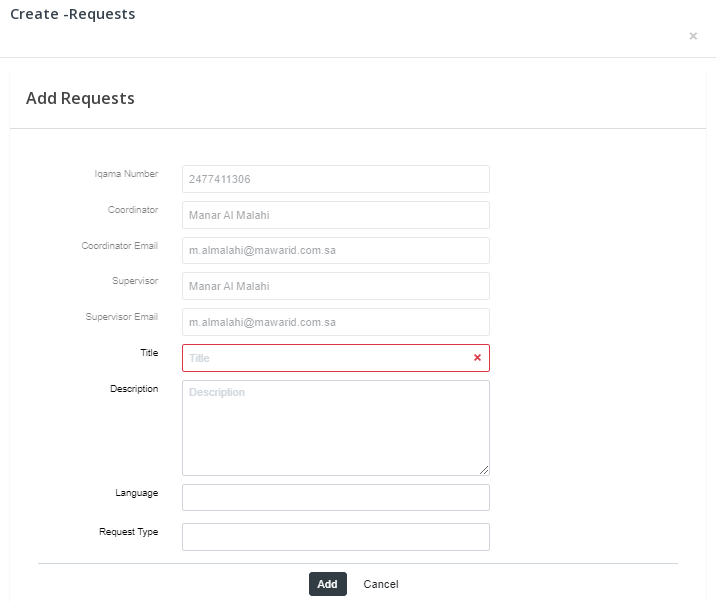 Create -Requests
×
Add Requests
Iqama Number
2477411306
Coordinator
Manar Al Malahi
Coordinator Email
m.almalahi@mawarid.com.sa
Supervisor
Manar Al Malahi
Supervisor Email
m.almalahi@mawarid.com.sa
Title
Title
Description
Description
Language
Request Type
Add
Cancel